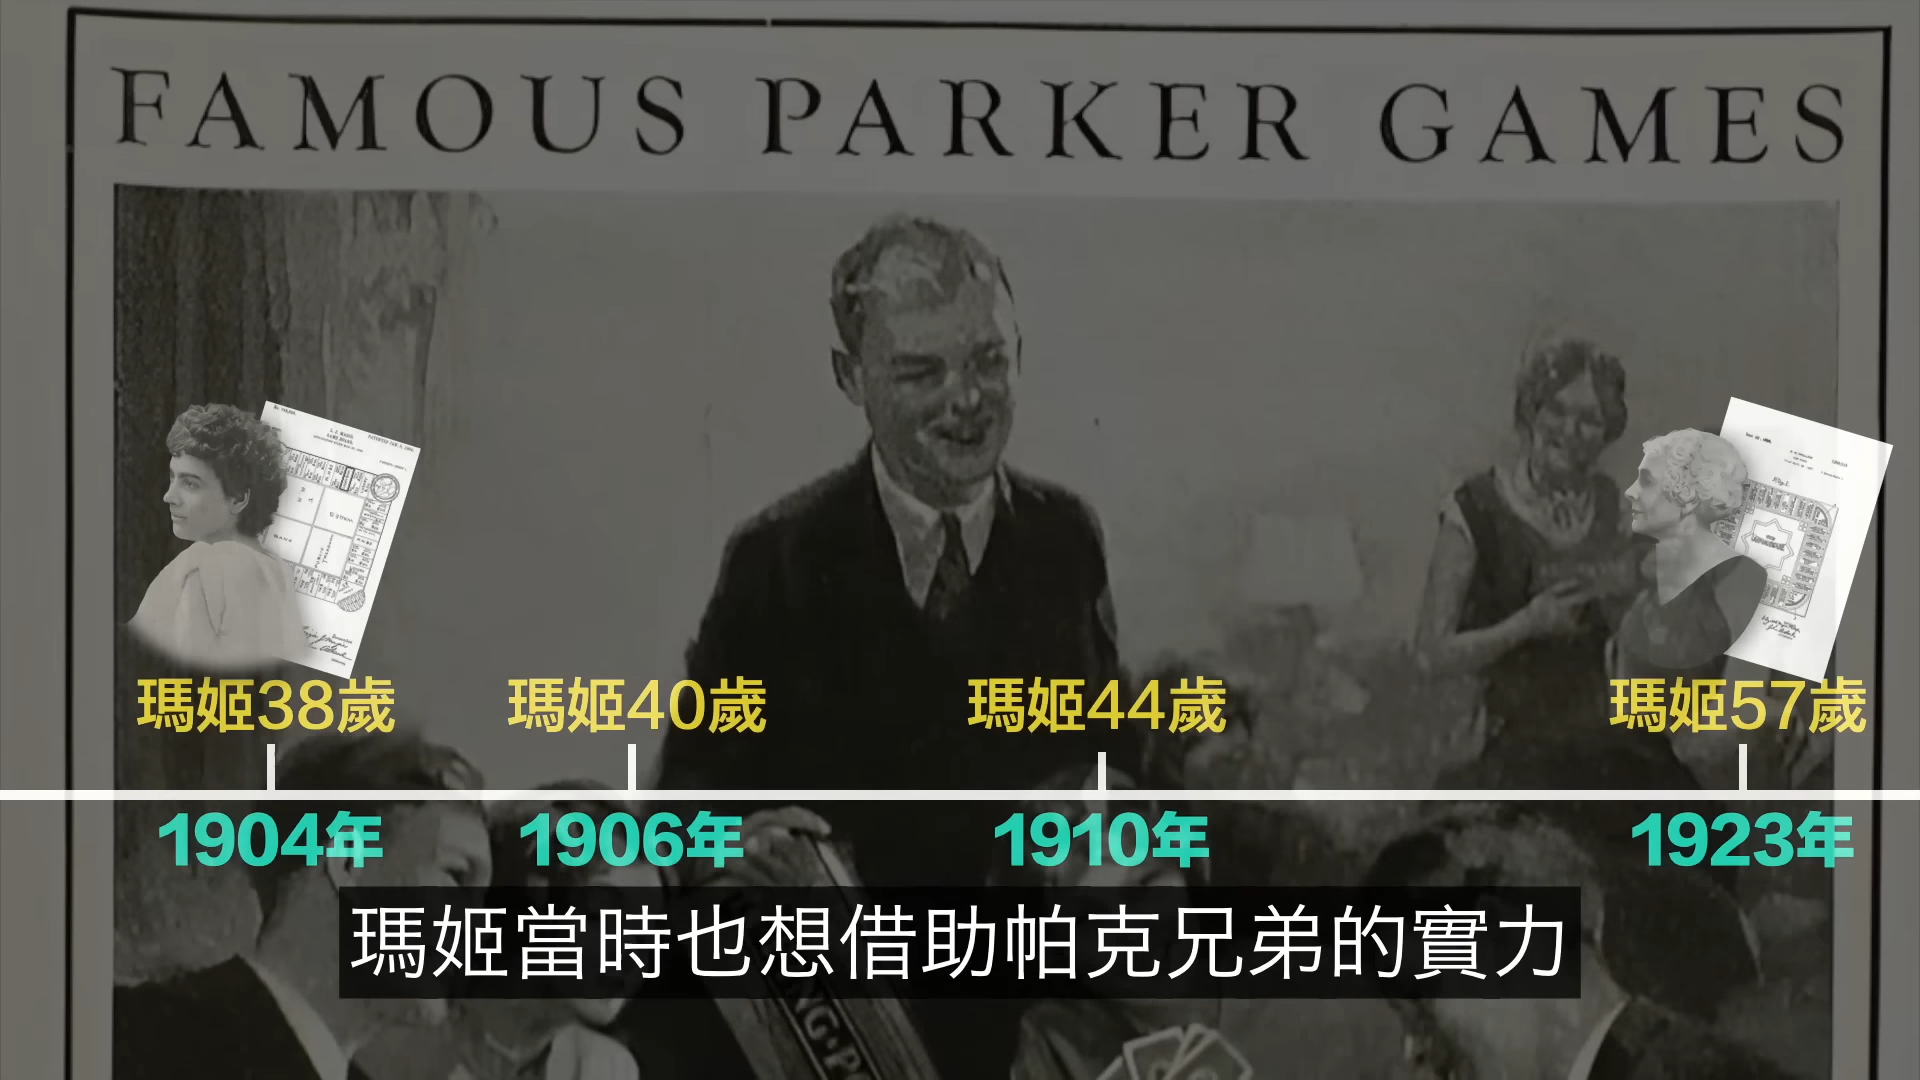 FAMOUS PARKER GAMES
瑪姬38歲
瑪姬40歲
瑪姬44歲
瑪姬57歲
1904年
1906年
1910年
1923年
瑪姬當時也想借助帕克兄弟的實力